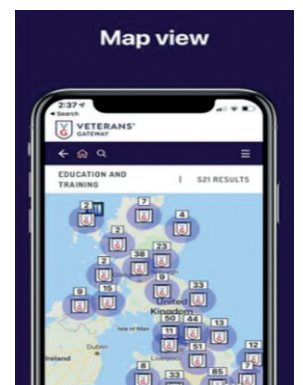 Map view
2:37
Search
VETERANS'
GATEWAY
EDUCATION AND
TRAINING
521 RESULTS
2
7
4
2
23
2
38
9
9
15
33
United
Kingdom
50
44
13
Isle of Man
11
Dublin
51
12
Ireland
8
33
85
7